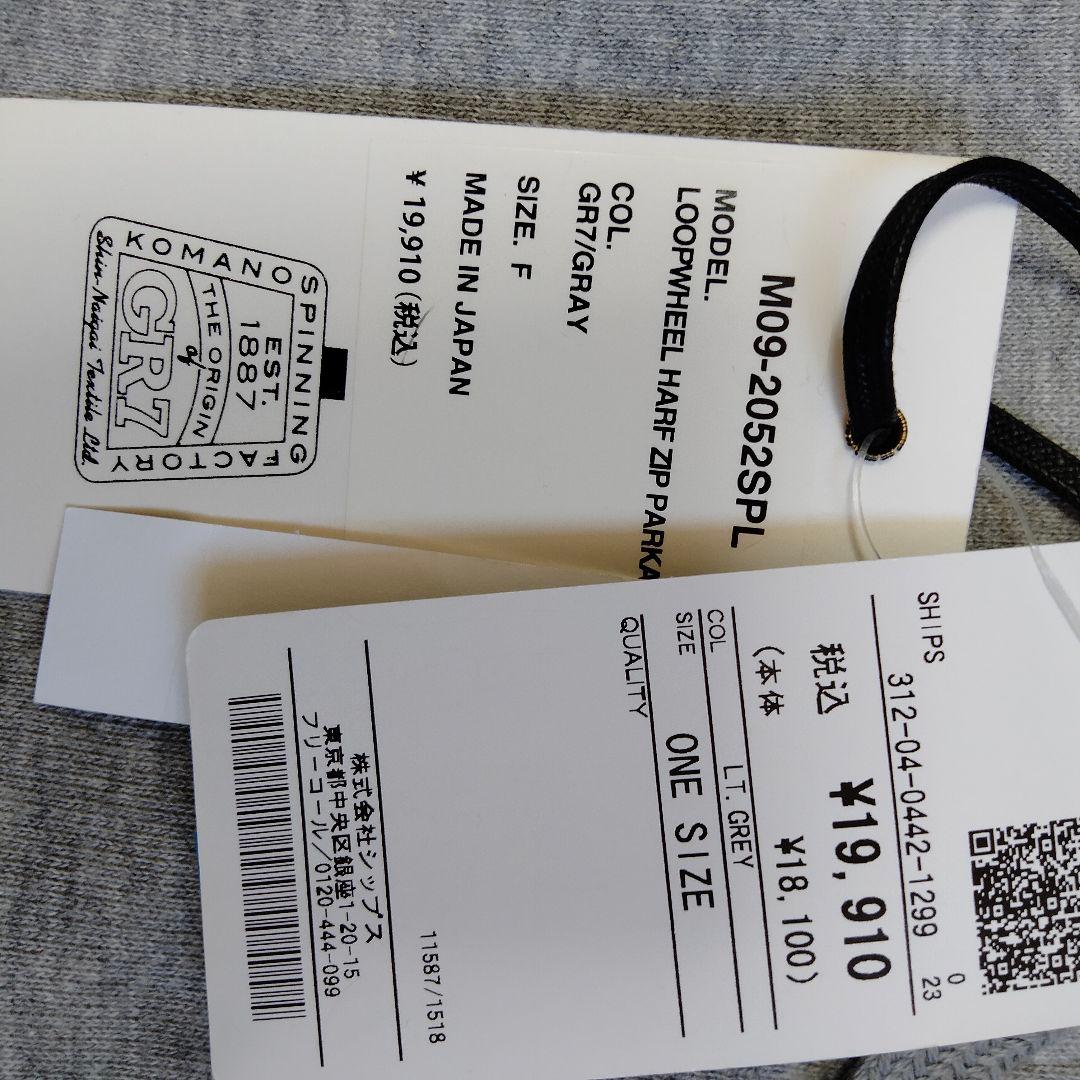 M09-2052SPL
MODEL.
LOOPWHEEL HARF ZIP PARKA
COL.
GR7/GRAY
SIZE. F
MADE IN JAPAN
¥ 19,910 (税込)
KOMANO SPINNING FACTORY
EST.
1887
THE ORIGIN
of
GR7
Shin-Naigai Textile Ltd.
SHIPS
312-04-0442-1299
0
23
税込 ¥19,910
(本体 ¥18,100)
COL LT. GREY
SIZE ONE SIZE
QUALITY
11587/1518
株式会社シップス
東京都中央区銀座1-20-15
フリーコール/0120-444-099